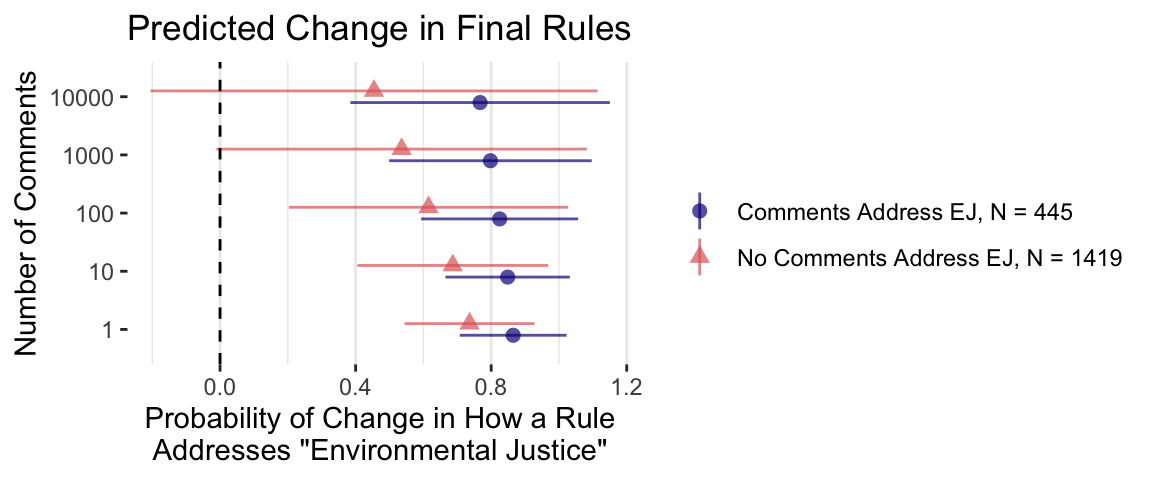 Predicted Change in Final Rules
Number of Comments
10000
1000
100
10
1
0.0 0.4 0.8 1.2
Probability of Change in How a Rule
Addresses "Environmental Justice"
Comments Address EJ, N = 445
No Comments Address EJ, N = 1419